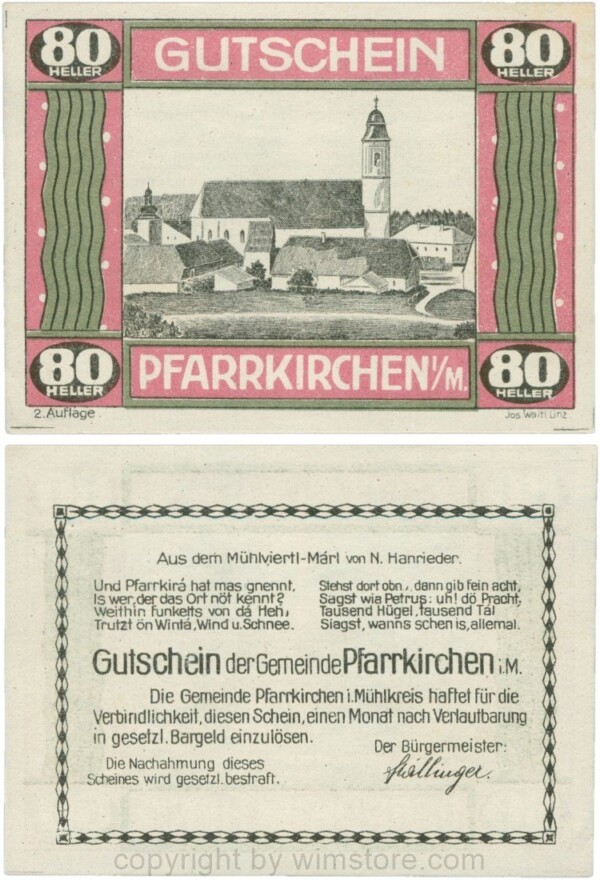 80 HELLER
GUTSCHEIN
80 HELLER
80 HELLER
PFARRKIRCHEN I/M.
80 HELLER
2. Auflage.
Jos. Waitl Linz
Aus dem Mühlviertl-Márl von N. Hanrieder.
Und Pfarrkirá hat mas gnennt,
Is wer, der das Ort nöt kennt?
Weithin funkelts von dá Heh,
Trutzt ön Wintá, Wind u. Schnee.
Stehst dort obn, dann gib fein acht,
Sagst wia Petrus: uh! dö Pracht,
Tausend Hügel, tausend Tál
Siagst, wanns schen is, allemal.
Gutschein der Gemeinde Pfarrkirchen i.M.
Die Gemeinde Pfarrkirchen i. Mühlkreis haftet für die
Verbindlichkeit, diesen Schein, einen Monat nach Verlautbarung
in gesetzl. Bargeld einzulösen.
Der Bürgermeister:
Die Nachahmung dieses
Scheines wird gesetzl. bestraft.
copyright by wimstore.com